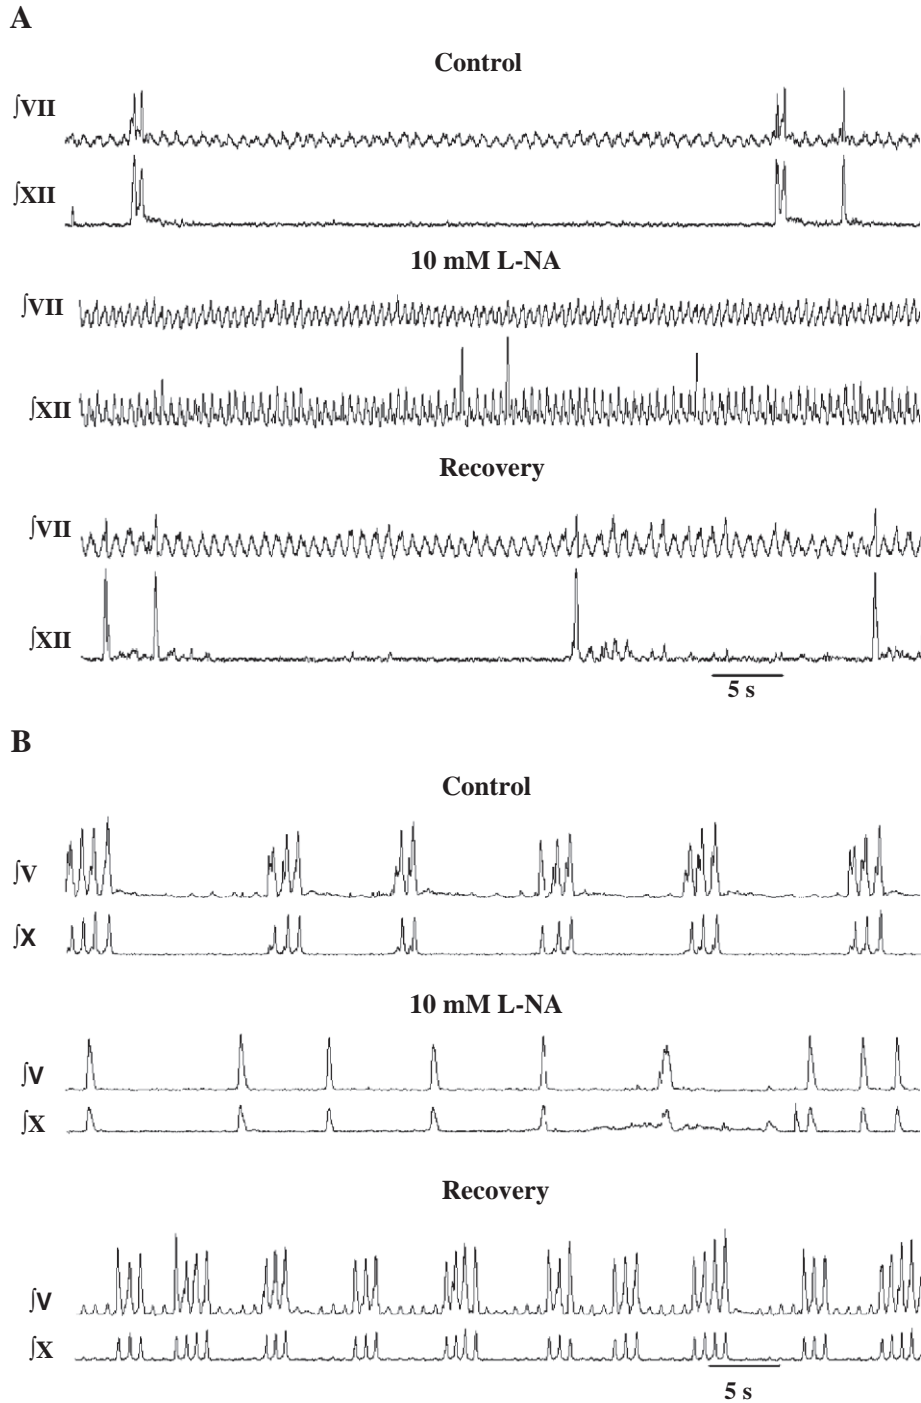 A
Control
∫VII
∫XII
10 mM L-NA
∫VII
∫XII
Recovery
∫VII
∫XII
5 s
B
Control
∫V
∫X
10 mM L-NA
∫V
∫X
Recovery
∫V
∫X
5 s